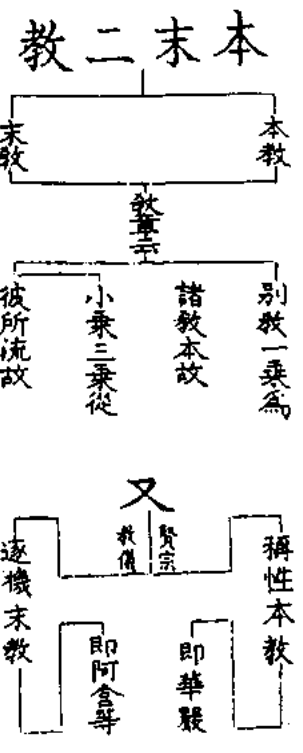 本末二教
本教
末教
教章云
別教一乘為
諸教本故
小乘三乘從
彼所流故
又
賢宗
教儀
稱性本教
即華嚴
逐機末教
即阿含等